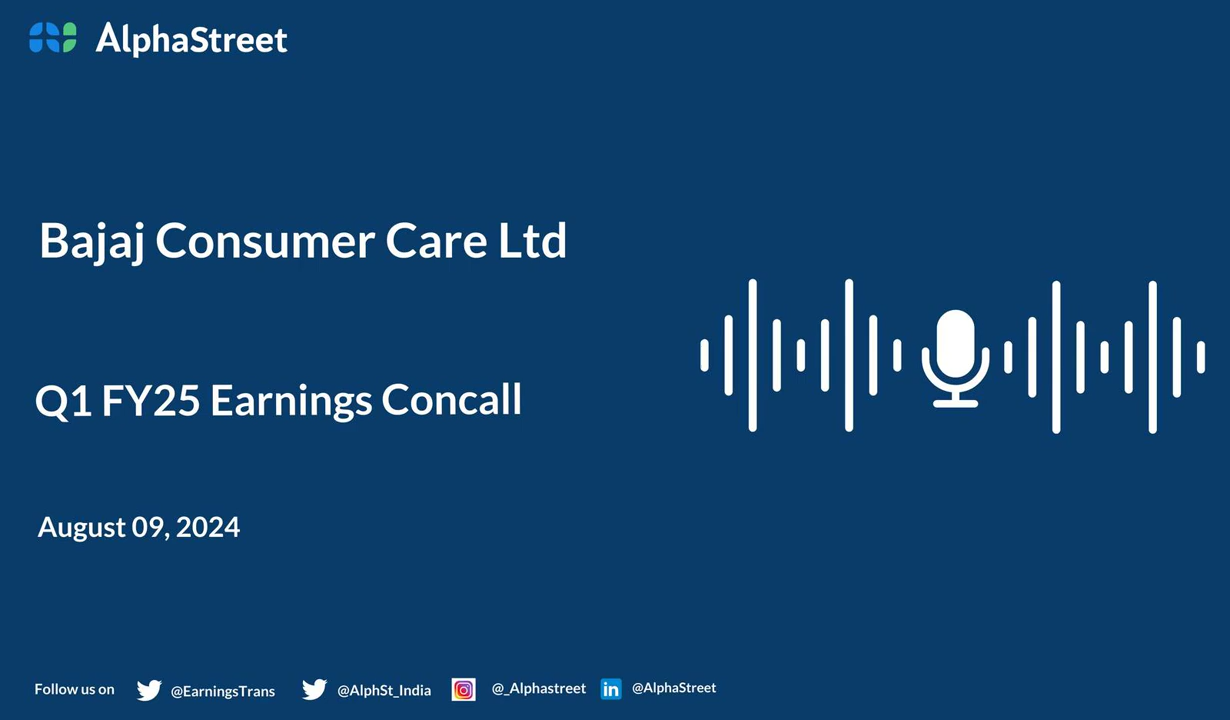 AlphaStreet
Bajaj Consumer Care Ltd
Q1 FY25 Earnings Concall
August 09, 2024
Follow us on @EarningsTrans @AlphSt_India @_Alphastreet in @AlphaStreet